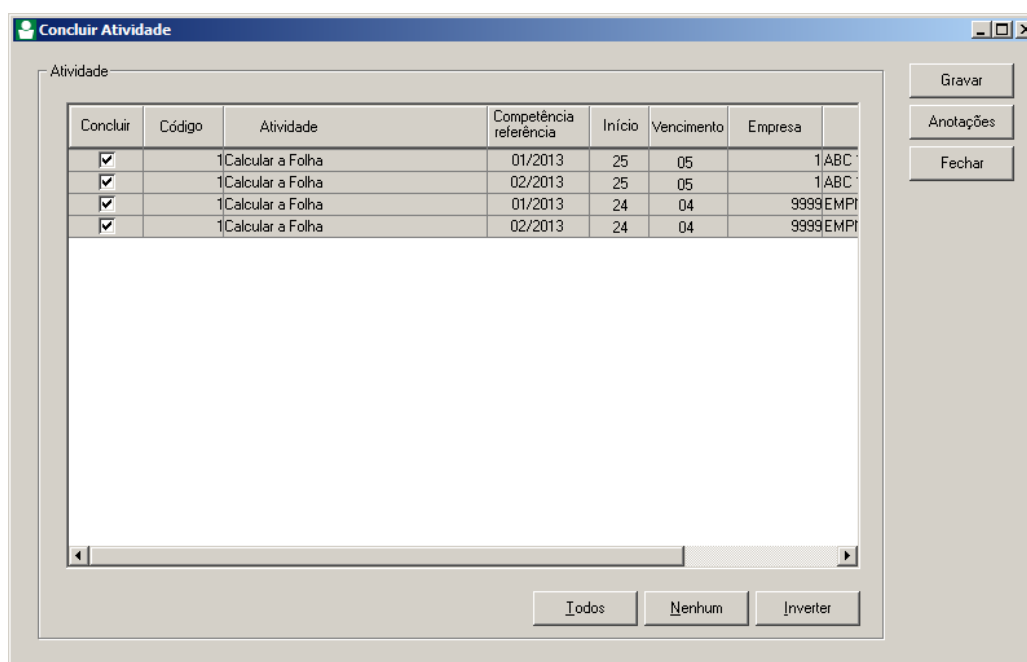 Concluir Atividade
Atividade
Gravar
Anotações
Fechar
Concluir Código Atividade Competência referência Início Vencimento Empresa
1 Calcular a Folha 01/2013 25 05 1 ABC
1 Calcular a Folha 02/2013 25 05 1 ABC
1 Calcular a Folha 01/2013 24 04 9999
1 Calcular a Folha 02/2013 24 04 9999
Todos Nenhum Inverter